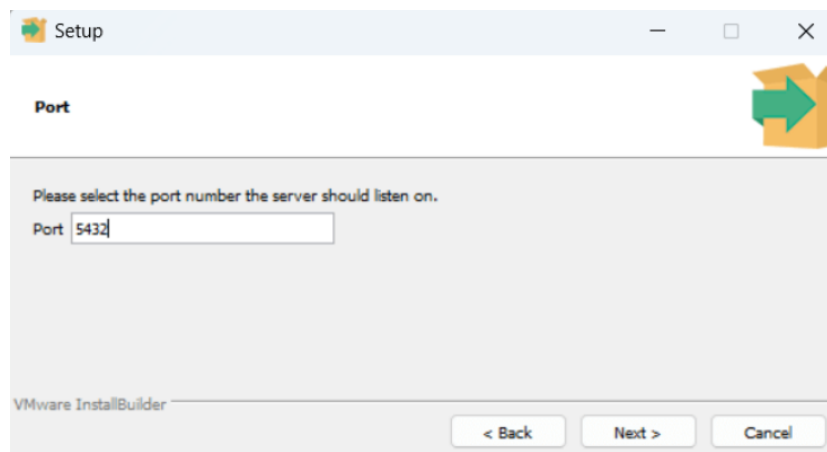 Setup
Port
Please select the port number the server should listen on.
Port 5432
VMware InstallBuilder
< Back Next > Cancel